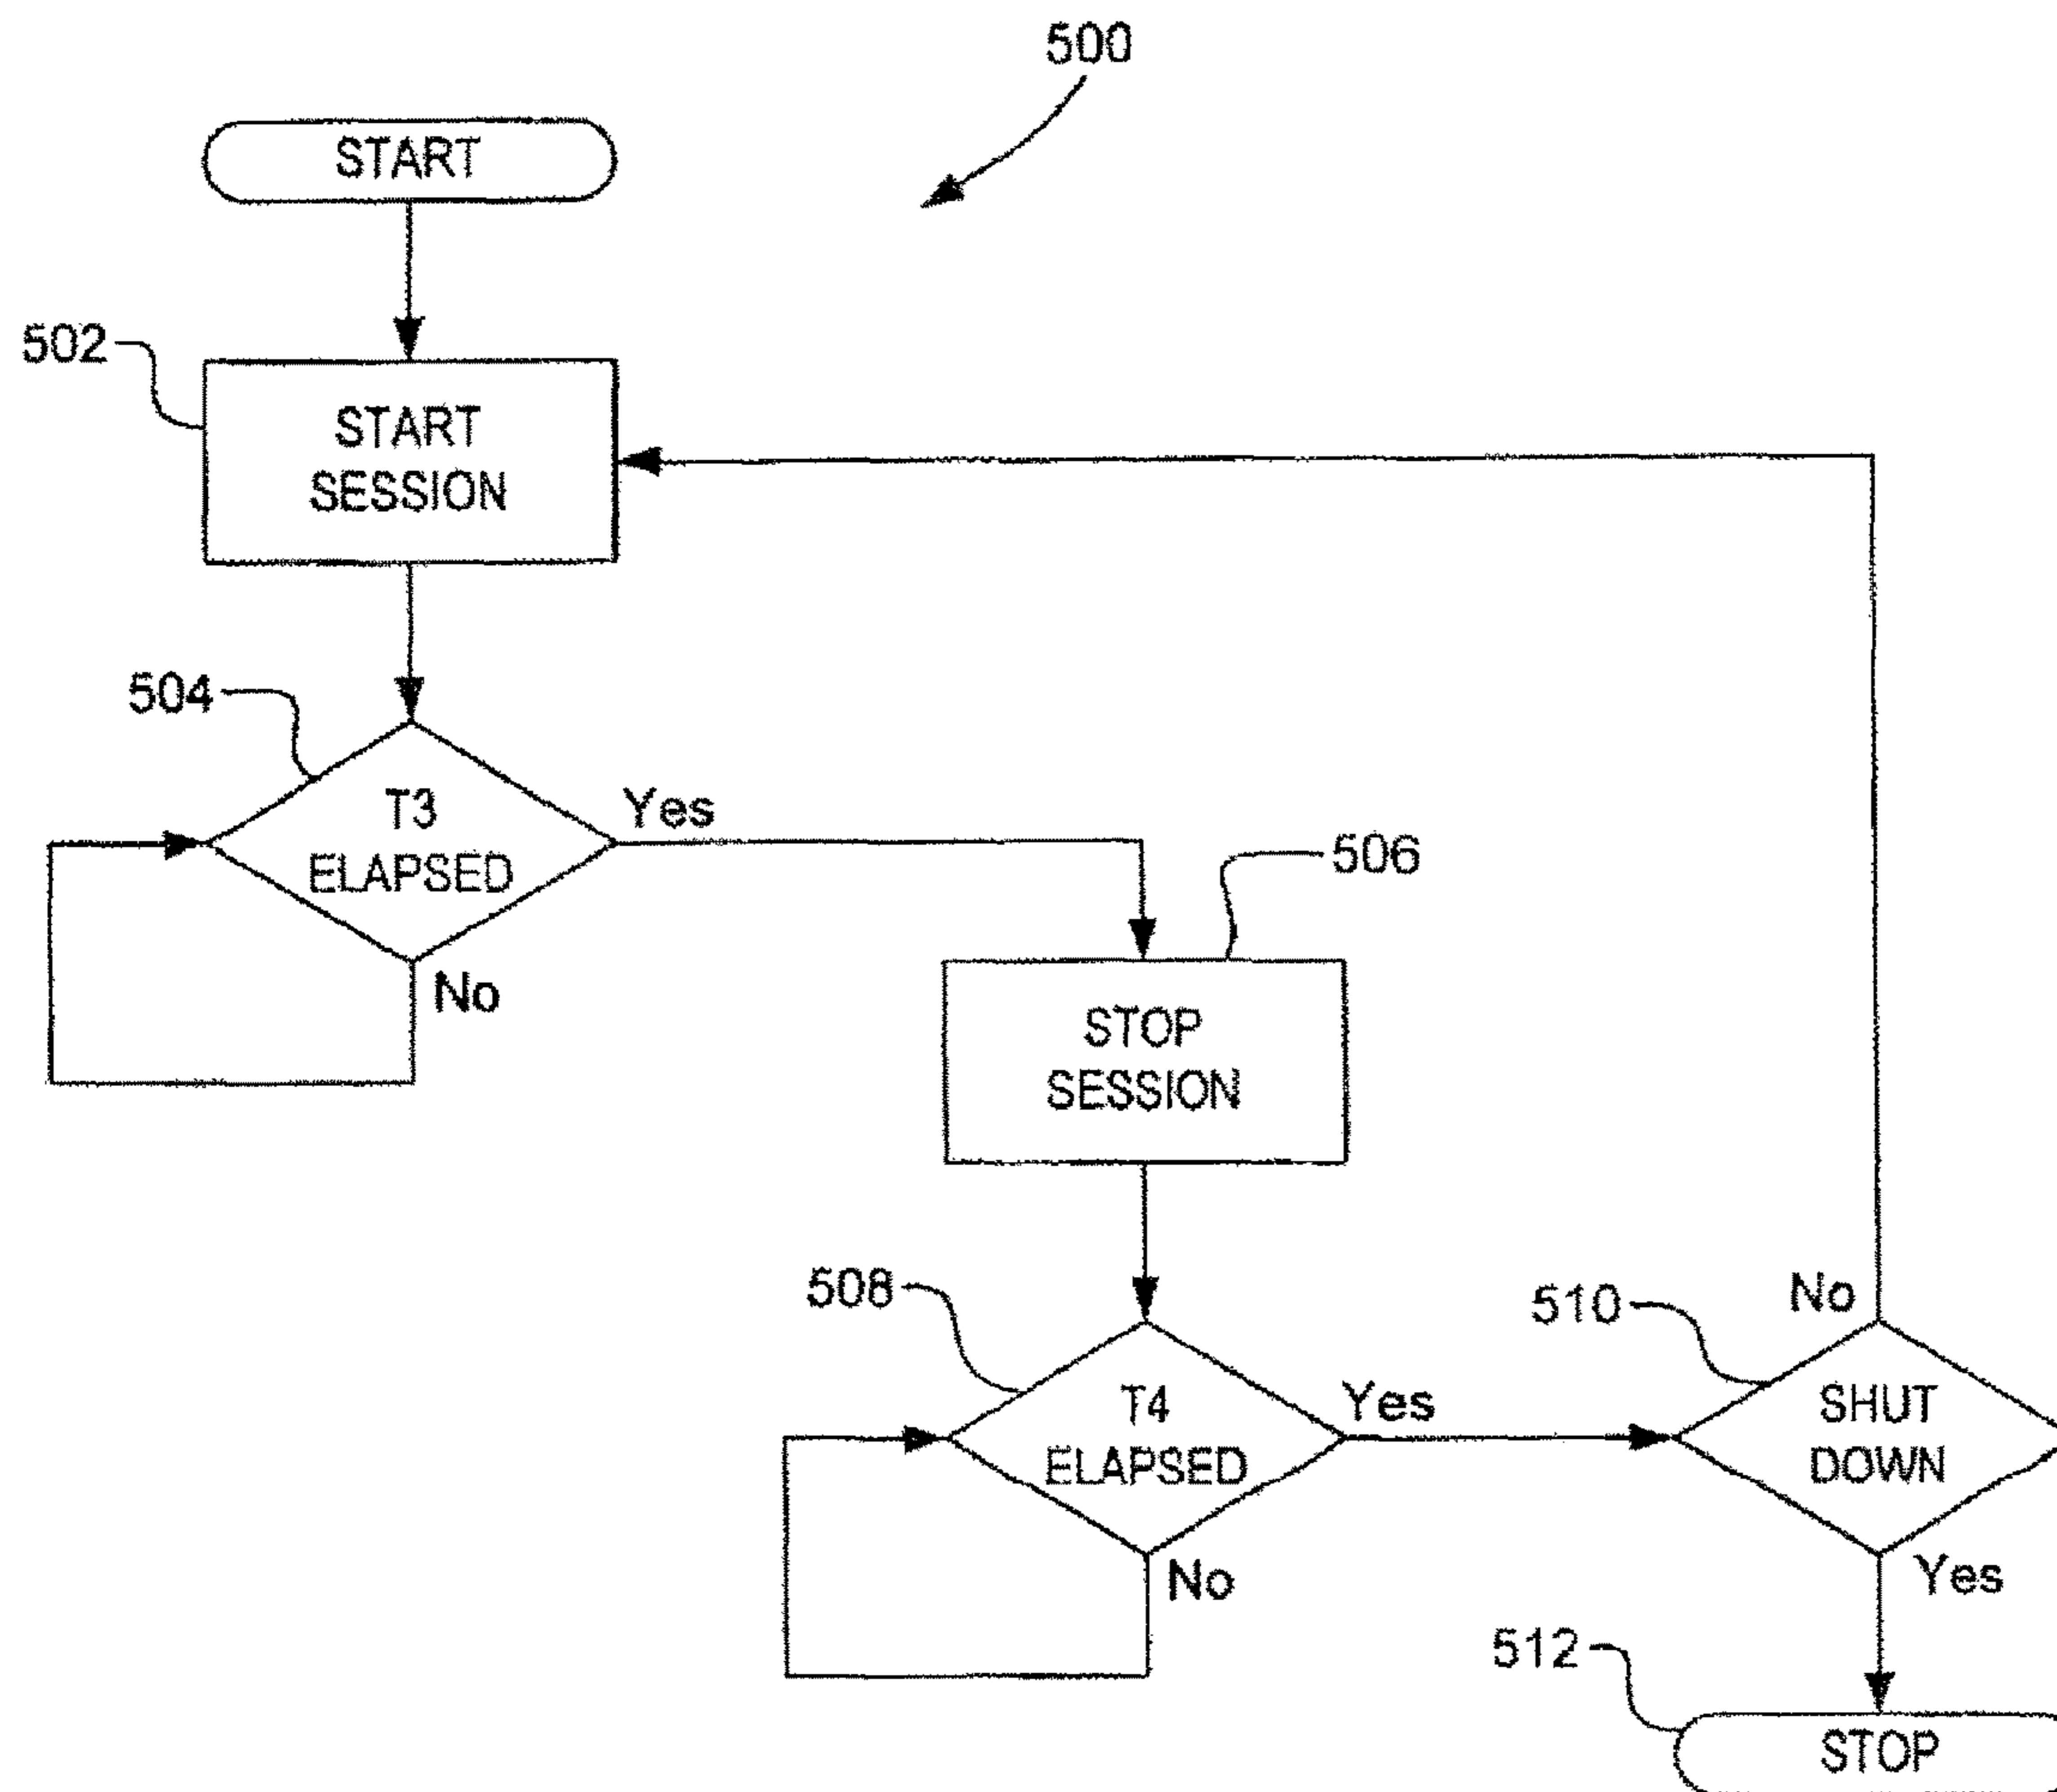 500
START
502
START
SESSION
504
T3
ELAPSED
Yes
No
506
STOP
SESSION
508
T4
ELAPSED
Yes
No
510
No
SHUT
DOWN
Yes
512
STOP